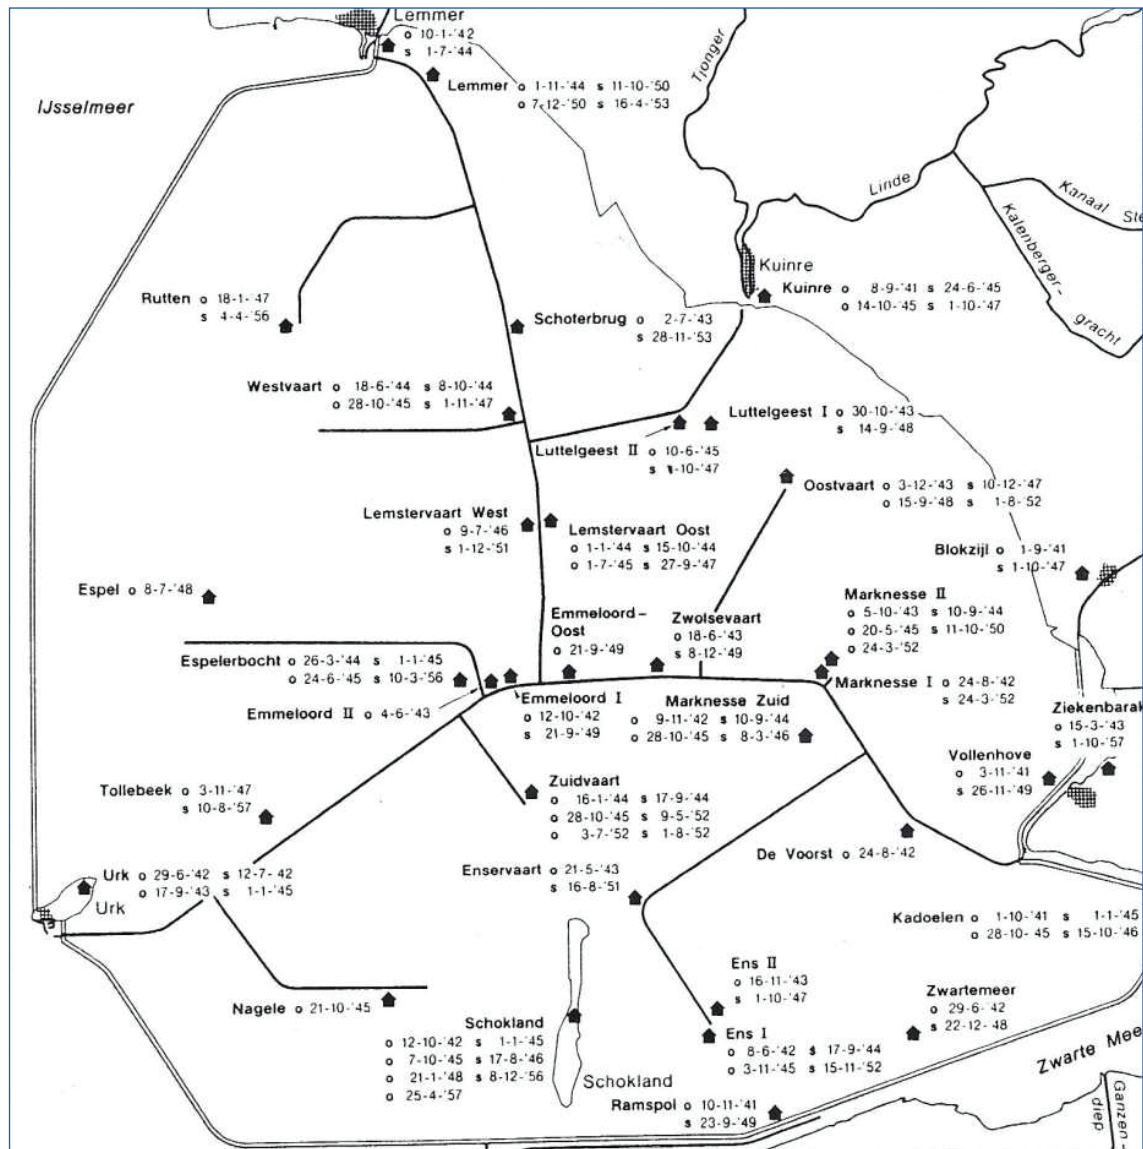 Lemmer
o 10-1-'42
s 1-7-'44
Lemmer o 1-11-'44 s 11-10-'50
o 7-12-'50 s 16-4-'53
IJsselmeer
Tjonger
Linde
Kanaal Ste
Kalenberger-
gracht
Kuinre
Kuinre o 8-9-'41 s 24-6-'45
o 14-10-'45 s 1-10-'47
Rutten o 18-1-'47
s 4-4-'56
Schoterbrug o 2-7-'43
s 28-11-'53
Westvaart o 18-6-'44 s 8-10-'44
o 28-10-'45 s 1-11-'47
Luttelgeest I o 30-10-'43
s 14-9-'48
Luttelgeest II o 10-6-'45
s 1-10-'47
Oostvaart o 3-12-'43 s 10-12-'47
o 15-9-'48 s 1-8-'52
Lemstervaart West
o 9-7-'46
s 1-12-'51
Lemstervaart Oost
o 1-1-'44 s 15-10-'44
o 1-7-'45 s 27-9-'47
Blokzijl o 1-9-'41
s 1-10-'47
Espel o 8-7-'48
Marknesse II
o 5-10-'43 s 10-9-'44
o 20-5-'45 s 11-10-'50
o 24-3-'52
Emmeloord-
Oost
o 21-9-'49
Zwolsevaart
o 18-6-'43
s 8-12-'49
Espelerbocht o 26-3-'44 s 1-1-'45
o 24-6-'45 s 10-3-'56
Marknesse I o 24-8-'42
s 24-3-'52
Emmeloord II o 4-6-'43
Emmeloord I
o 12-10-'42
s 21-9-'49
Marknesse Zuid
o 9-11-'42 s 10-9-'44
o 28-10-'45 s 8-3-'46
Ziekenbarak
o 15-3-'43
s 1-10-'57
Vollenhove
o 3-11-'41
s 26-11-'49
Tollebeek o 3-11-'47
s 10-8-'57
Zuidvaart
o 16-1-'44 s 17-9-'44
o 28-10-'45 s 9-5-'52
o 3-7-'52 s 1-8-'52
De Voorst o 24-8-'42
Urk o 29-6-'42 s 12-7-'42
o 17-9-'43 s 1-1-'45
Urk
Enservaart o 21-5-'43
s 16-8-'51
Kadoelen o 1-10-'41 s 1-1-'45
o 28-10-'45 s 15-10-'46
Ens II
o 16-11-'43
s 1-10-'47
Zwartemeer
o 29-6-'42
s 22-12-'48
Nagele o 21-10-'45
Schokland
o 12-10-'42 s 1-1-'45
o 7-10-'45 s 17-8-'46
o 21-1-'48 s 8-12-'56
o 25-4-'57
Ens I
o 8-6-'42 s 17-9-'44
o 3-11-'45 s 15-11-'52
Zwarte Mee
Schokland
Ramspol o 10-11-'41
s 23-9-'49
Ganzen-
diep